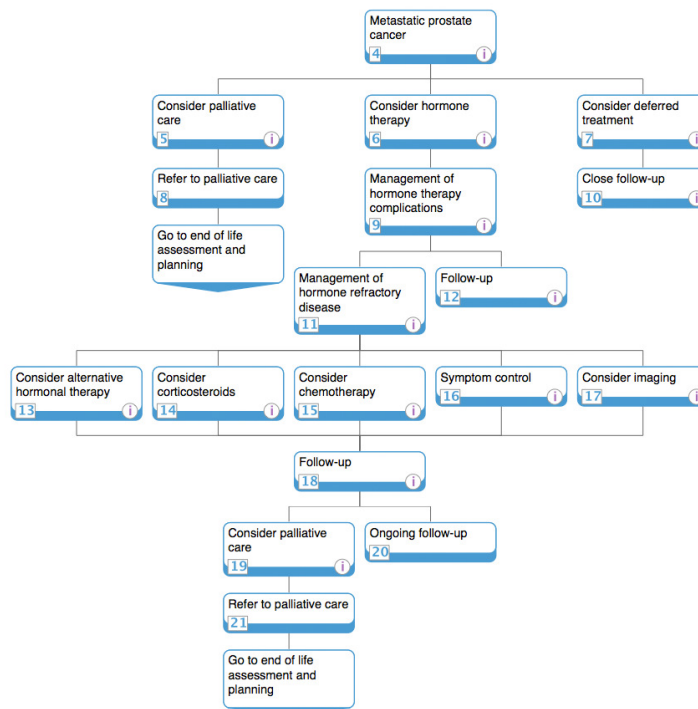 Metastatic prostate
cancer
4
i
Consider palliative
care
5
i
Consider hormone
therapy
6
i
Consider deferred
treatment
7
i
Refer to palliative care
8
Management of
hormone therapy
complications
9
i
Close follow-up
10
i
Go to end of life
assessment and
planning
Management of
hormone refractory
disease
11
i
Follow-up
12
i
Consider alternative
hormonal therapy
13
i
Consider
corticosteroids
14
i
Consider
chemotherapy
15
i
Symptom control
16
i
Consider imaging
17
i
Follow-up
18
i
Consider palliative
care
19
i
Ongoing follow-up
20
Refer to palliative care
21
Go to end of life
assessment and
planning